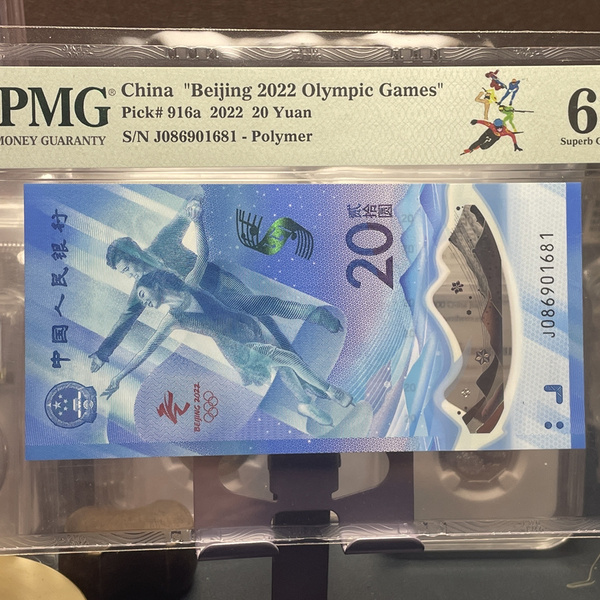 PMG® China "Beijing 2022 Olympic Games"
Pick# 916a 2022 20 Yuan
MONEY GUARANTY S/N J086901681 - Polymer
6
Superb
中国人民银行
贰拾圆
20
BEIJING 2022
J086901681